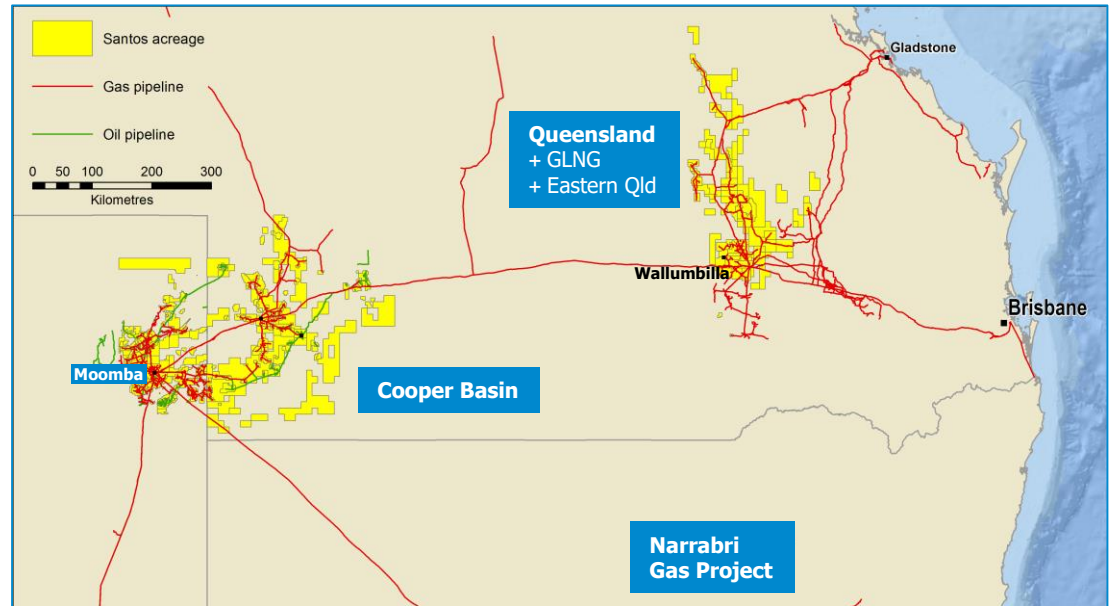 Santos acreage
Gas pipeline
Oil pipeline
0 50 100 200 300
Kilometres
Gladstone
Queensland
+ GLNG
+ Eastern Qld
Wallumbilla
Brisbane
Moomba
Cooper Basin
Narrabri
Gas Project